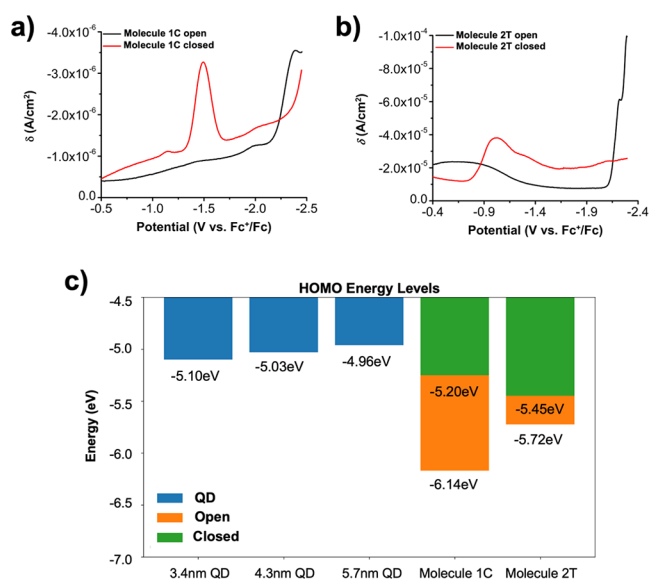 a)
Molecule 1C open
Molecule 1C closed
-4.0x10⁻⁶
-3.0x10⁻⁶
-2.0x10⁻⁶
-1.0x10⁻⁶
0.0
δ (A/cm²)
-0.5 -1.0 -1.5 -2.0 -2.5
Potential (V vs. Fc⁺/Fc)
b)
Molecule 2T open
Molecule 2T closed
-1.0x10⁻⁴
-8.0x10⁻⁵
-6.0x10⁻⁵
-4.0x10⁻⁵
-2.0x10⁻⁵
0.0
δ (A/cm²)
-0.4 -0.9 -1.4 -1.9 -2.4
Potential (V vs. Fc⁺/Fc)
c)
HOMO Energy Levels
-4.5
-5.0
-5.5
-6.0
-6.5
-7.0
Energy (eV)
-5.10eV
-5.03eV
-4.96eV
-5.20eV
-6.14eV
-5.45eV
-5.72eV
QD
Open
Closed
3.4nm QD 4.3nm QD 5.7nm QD Molecule 1C Molecule 2T